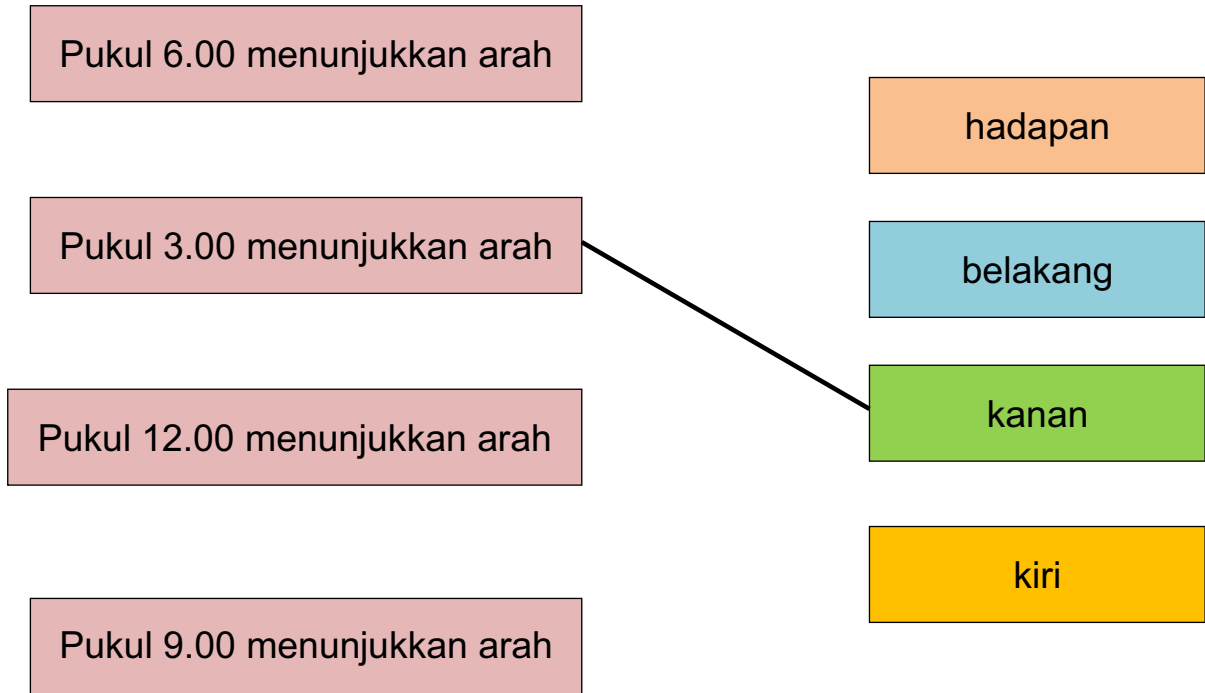 Pukul 6.00 menunjukkan arah
Pukul 3.00 menunjukkan arah
Pukul 12.00 menunjukkan arah
Pukul 9.00 menunjukkan arah
hadapan
belakang
kanan
kiri